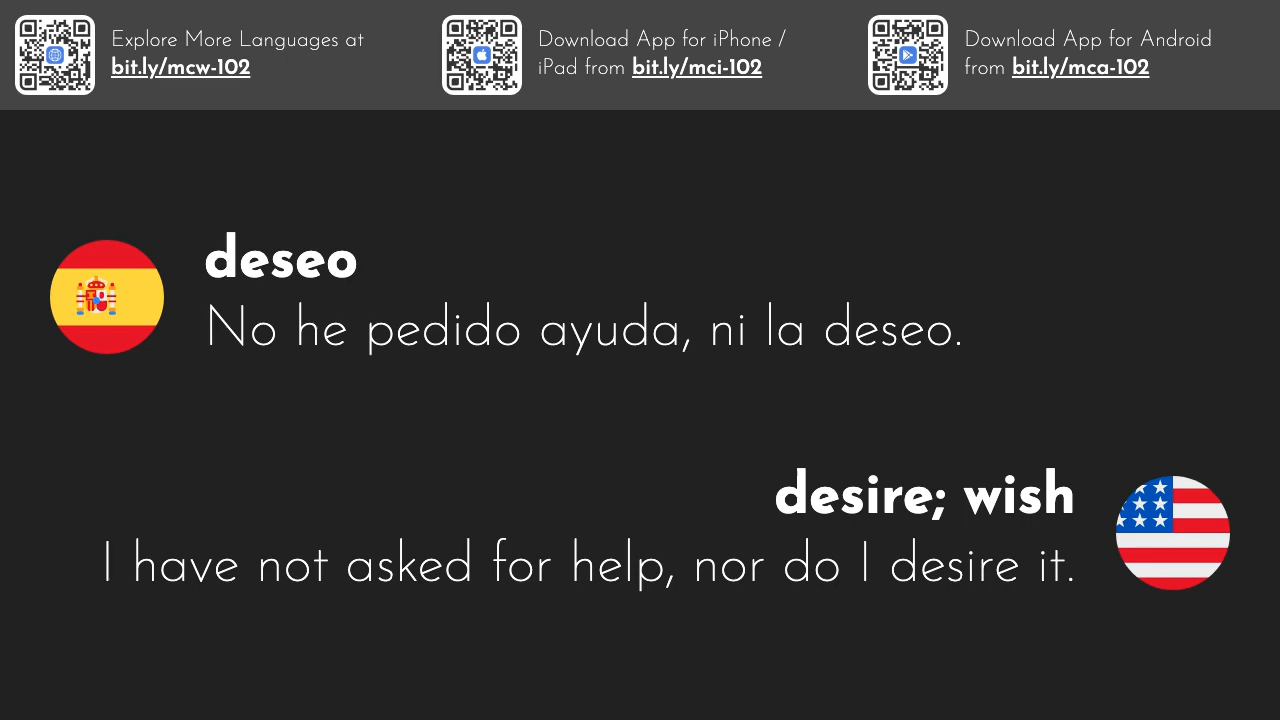 Explore More Languages at
bit.ly/mcw-102
Download App for iPhone /
iPad from bit.ly/mci-102
Download App for Android
from bit.ly/mca-102
deseo
No he pedido ayuda, ni la deseo.
desire; wish
I have not asked for help, nor do I desire it.